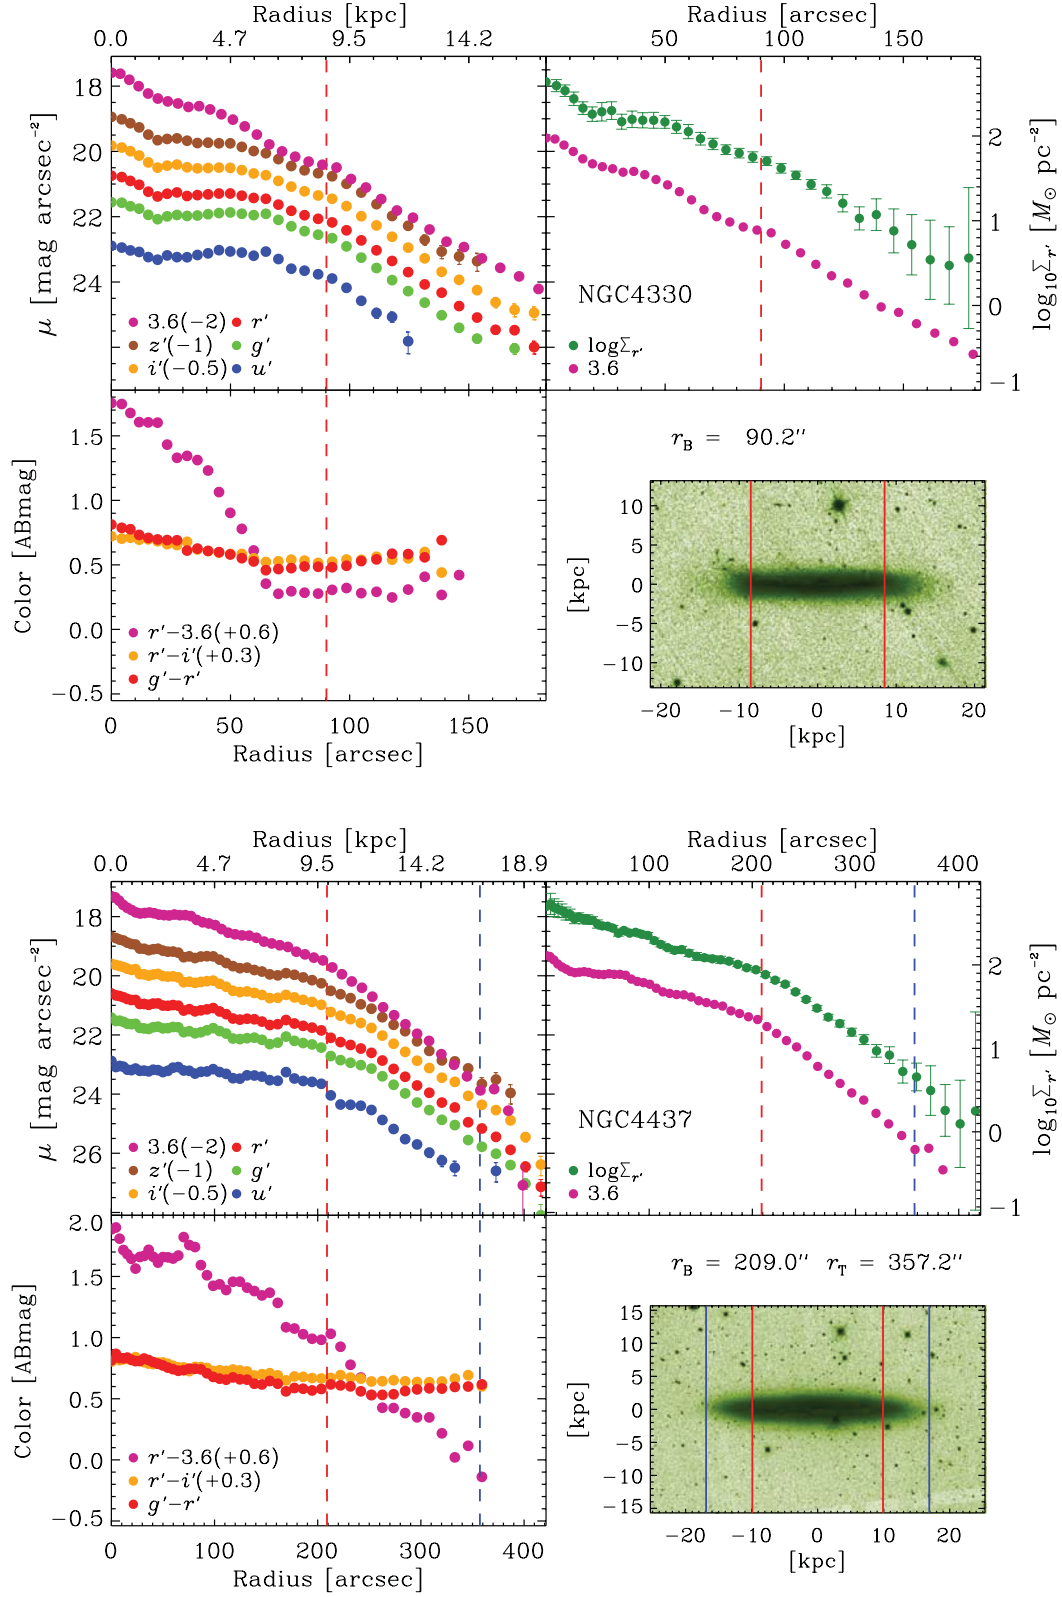 Radius [kpc] Radius [arcsec]
0.0 4.7 9.5 14.2 50 100 150
18
20
22
24
μ [mag arcsec⁻²]
2
1
0
−1
log₁₀Σᵣ′ [M⊙ pc⁻²]
NGC4330
3.6(−2) r′
z′(−1) g′
i′(−0.5) u′
logΣᵣ′
3.6
1.5
1.0
0.5
0.0
−0.5
Color [ABmag]
r′−3.6(+0.6)
r′−i′(+0.3)
g′−r′
0 50 100 150
Radius [arcsec]
r_B = 90.2″
10
5
0
−5
−10
[kpc]
−20 −10 0 10 20
[kpc]
Radius [kpc] Radius [arcsec]
0.0 4.7 9.5 14.2 18.9 100 200 300 400
18
20
22
24
26
μ [mag arcsec⁻²]
2
1
0
−1
log₁₀Σᵣ′ [M⊙ pc⁻²]
NGC4437
3.6(−2) r′
z′(−1) g′
i′(−0.5) u′
logΣᵣ′
3.6
2.0
1.5
1.0
0.5
0.0
−0.5
Color [ABmag]
r′−3.6(+0.6)
r′−i′(+0.3)
g′−r′
0 100 200 300 400
Radius [arcsec]
r_B = 209.0″ r_T = 357.2″
15
10
5
0
−5
−10
−15
[kpc]
−20 −10 0 10 20
[kpc]